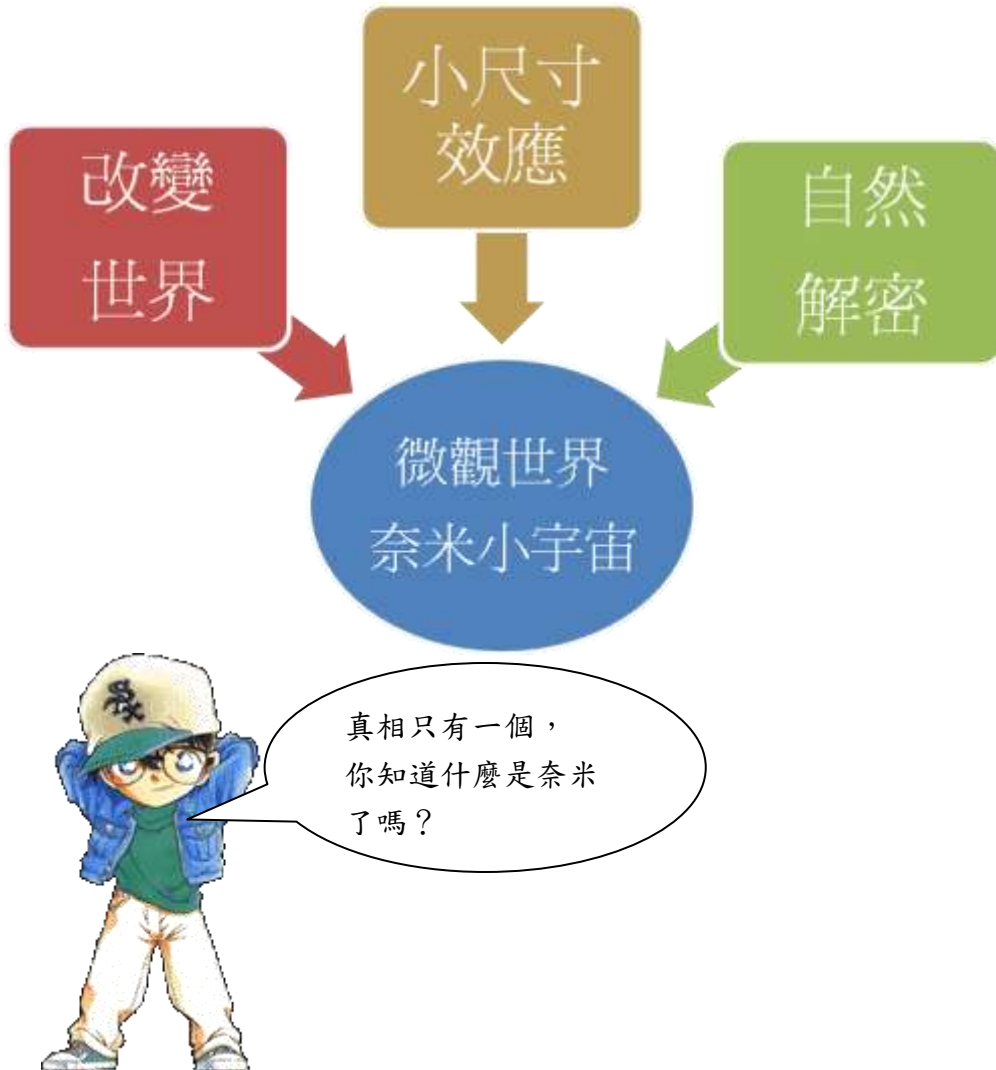 小尺寸
效應
改變
世界
自然
解密
微觀世界
奈米小宇宙
真相只有一個，
你知道什麼是奈米
了嗎？